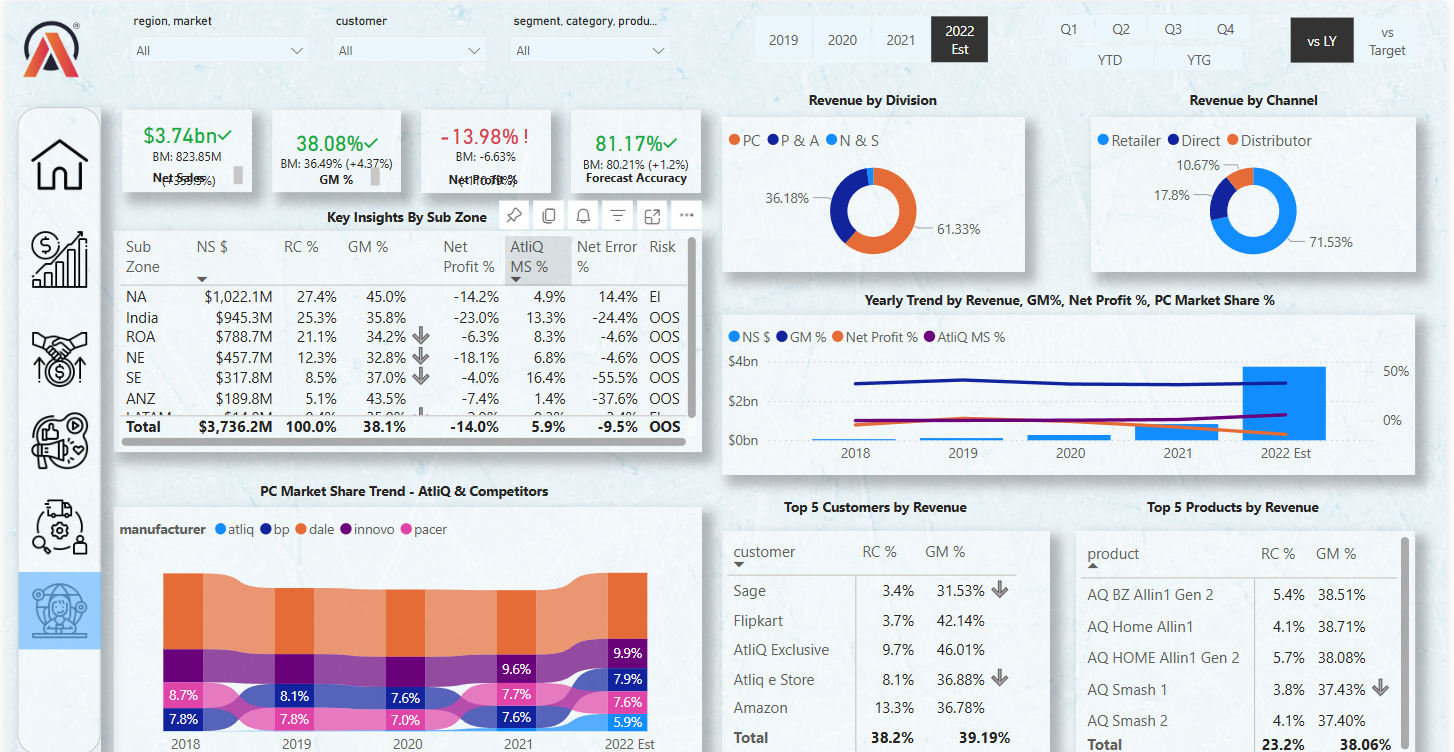 region, market
customer
segment, category, produ...
All
All
All
2019
2020
2021
2022
Est
Q1
Q2
Q3
Q4
YTD
YTG
vs LY
vs
Target
$3.74bn
BM: 823.85M
Net Sales
38.08%
BM: 36.49% (+4.37%)
GM %
-13.98% !
BM: -6.63%
Net Profit %
81.17%
BM: 80.21% (+1.2%)
Forecast Accuracy
Key Insights By Sub Zone
Sub Zone NS $ RC % GM % Net Profit % AtliQ MS % Net Error % Risk
NA $1,022.1M 27.4% 45.0% -14.2% 4.9% 14.4% EI
India $945.3M 25.3% 35.8% -23.0% 13.3% -24.4% OOS
ROA $788.7M 21.1% 34.2% -6.3% 8.3% -4.6% OOS
NE $457.7M 12.3% 32.8% -18.1% 6.8% -4.6% OOS
SE $317.8M 8.5% 37.0% -4.0% 16.4% -55.5% OOS
ANZ $189.8M 5.1% 43.5% -7.4% 1.4% -37.6% OOS
Total $3,736.2M 100.0% 38.1% -14.0% 5.9% -9.5% OOS
Revenue by Division
PC P & A N & S
36.18%
61.33%
Revenue by Channel
Retailer Direct Distributor
10.67%
17.8%
71.53%
Yearly Trend by Revenue, GM%, Net Profit %, PC Market Share %
NS $ GM % Net Profit % AtliQ MS %
$4bn
$2bn
$0bn
50%
0%
2018 2019 2020 2021 2022 Est
PC Market Share Trend - AtliQ & Competitors
manufacturer atliq bp dale innovo pacer
8.7%
7.8%
8.1%
7.8%
7.6%
7.0%
9.6%
7.7%
7.6%
9.9%
7.9%
7.6%
5.9%
2018 2019 2020 2021 2022 Est
Top 5 Customers by Revenue
customer RC % GM %
Sage 3.4% 31.53%
Flipkart 3.7% 42.14%
AtliQ Exclusive 9.7% 46.01%
Atliq e Store 8.1% 36.88%
Amazon 13.3% 36.78%
Total 38.2% 39.19%
Top 5 Products by Revenue
product RC % GM %
AQ BZ Allin1 Gen 2 5.4% 38.51%
AQ Home Allin1 4.1% 38.71%
AQ HOME Allin1 Gen 2 5.7% 38.08%
AQ Smash 1 3.8% 37.43%
AQ Smash 2 4.1% 37.40%
Total 23.2% 38.06%